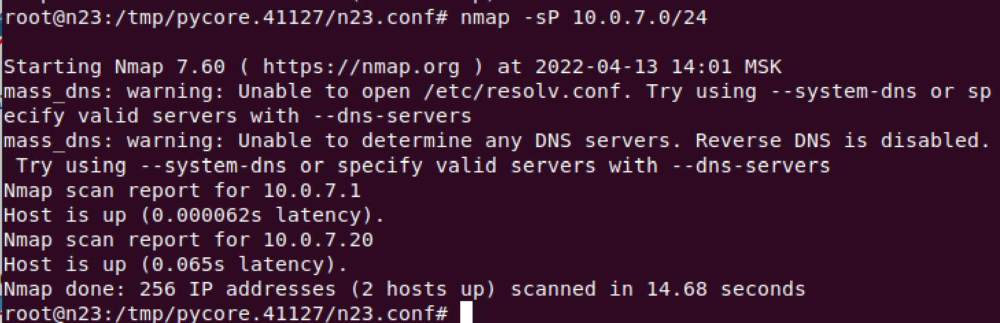 root@n23:/tmp/pycore.41127/n23.conf# nmap -sP 10.0.7.0/24
Starting Nmap 7.60 ( https://nmap.org ) at 2022-04-13 14:01 MSK
mass_dns: warning: Unable to open /etc/resolv.conf. Try using --system-dns or sp
ecify valid servers with --dns-servers
mass_dns: warning: Unable to determine any DNS servers. Reverse DNS is disabled.
 Try using --system-dns or specify valid servers with --dns-servers
Nmap scan report for 10.0.7.1
Host is up (0.000062s latency).
Nmap scan report for 10.0.7.20
Host is up (0.065s latency).
Nmap done: 256 IP addresses (2 hosts up) scanned in 14.68 seconds
root@n23:/tmp/pycore.41127/n23.conf#